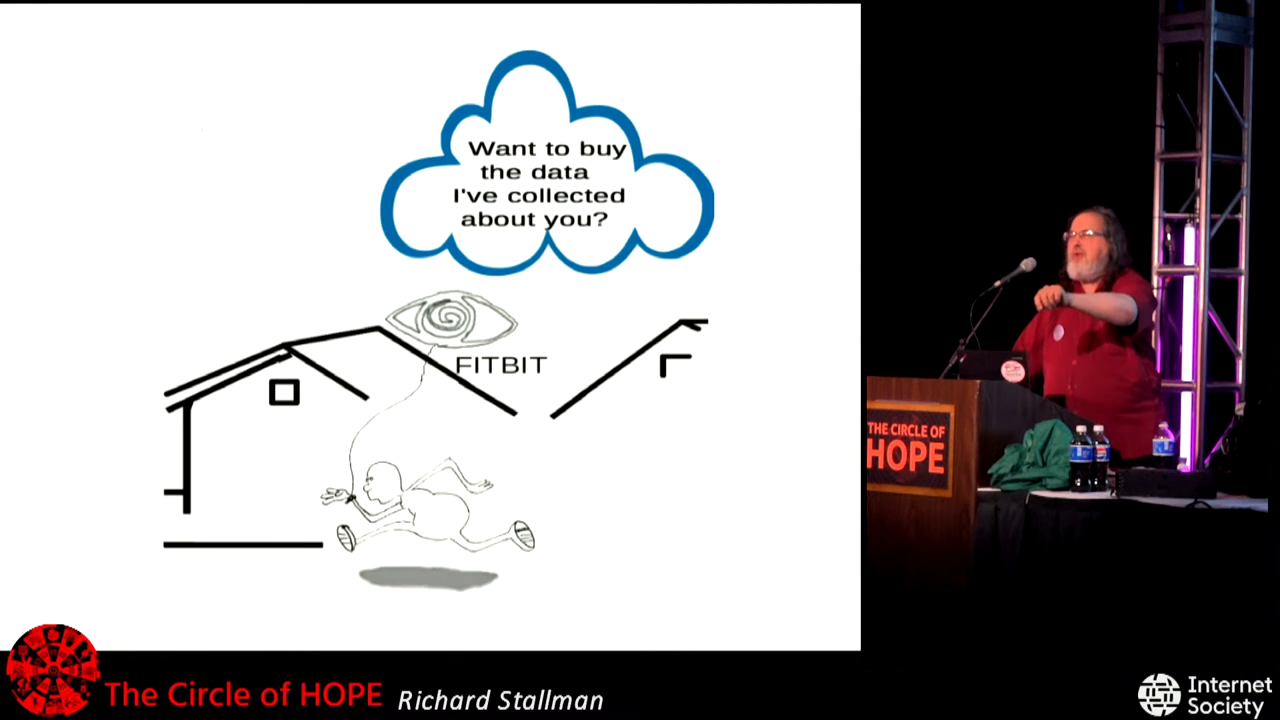 Want to buy
the data
I've collected
about you?
FITBIT
THE CIRCLE OF
HOPE
The Circle of HOPE
Richard Stallman
Internet
Society